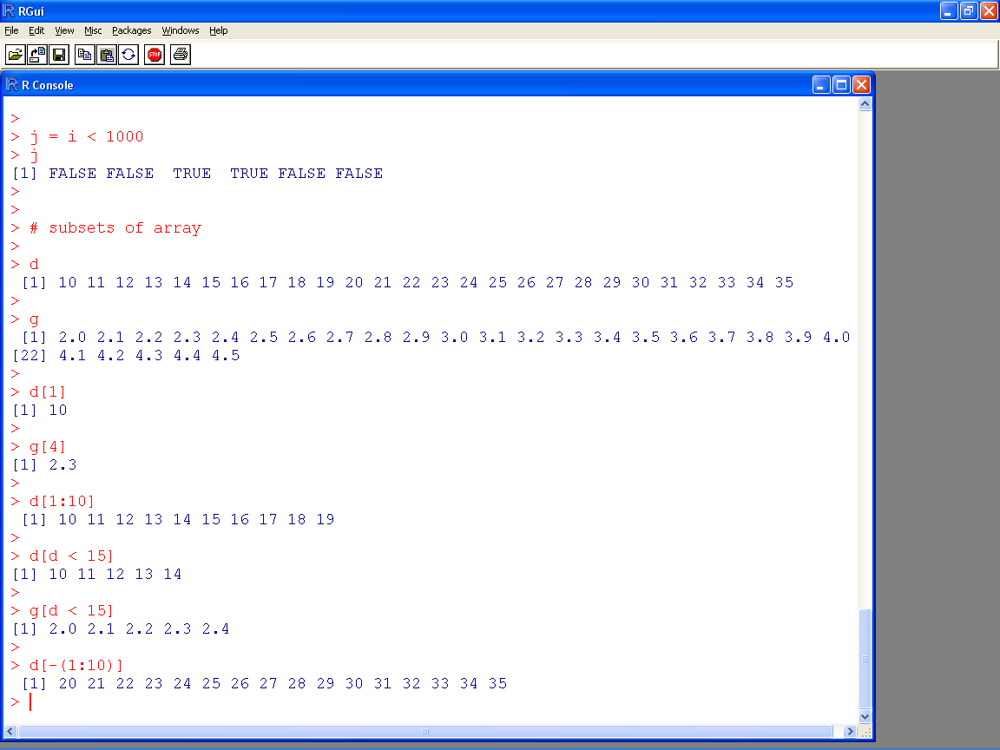 RGui
File Edit View Misc Packages Windows Help
STOP
R Console
>
> j = i < 1000
> j
[1] FALSE FALSE  TRUE  TRUE FALSE FALSE
>
>
> # subsets of array
>
> d
 [1] 10 11 12 13 14 15 16 17 18 19 20 21 22 23 24 25 26 27 28 29 30 31 32 33 34 35
>
> g
 [1] 2.0 2.1 2.2 2.3 2.4 2.5 2.6 2.7 2.8 2.9 3.0 3.1 3.2 3.3 3.4 3.5 3.6 3.7 3.8 3.9 4.0
[22] 4.1 4.2 4.3 4.4 4.5
>
> d[1]
[1] 10
>
> g[4]
[1] 2.3
>
> d[1:10]
 [1] 10 11 12 13 14 15 16 17 18 19
>
> d[d < 15]
[1] 10 11 12 13 14
>
> g[d < 15]
[1] 2.0 2.1 2.2 2.3 2.4
>
> d[-(1:10)]
 [1] 20 21 22 23 24 25 26 27 28 29 30 31 32 33 34 35
>